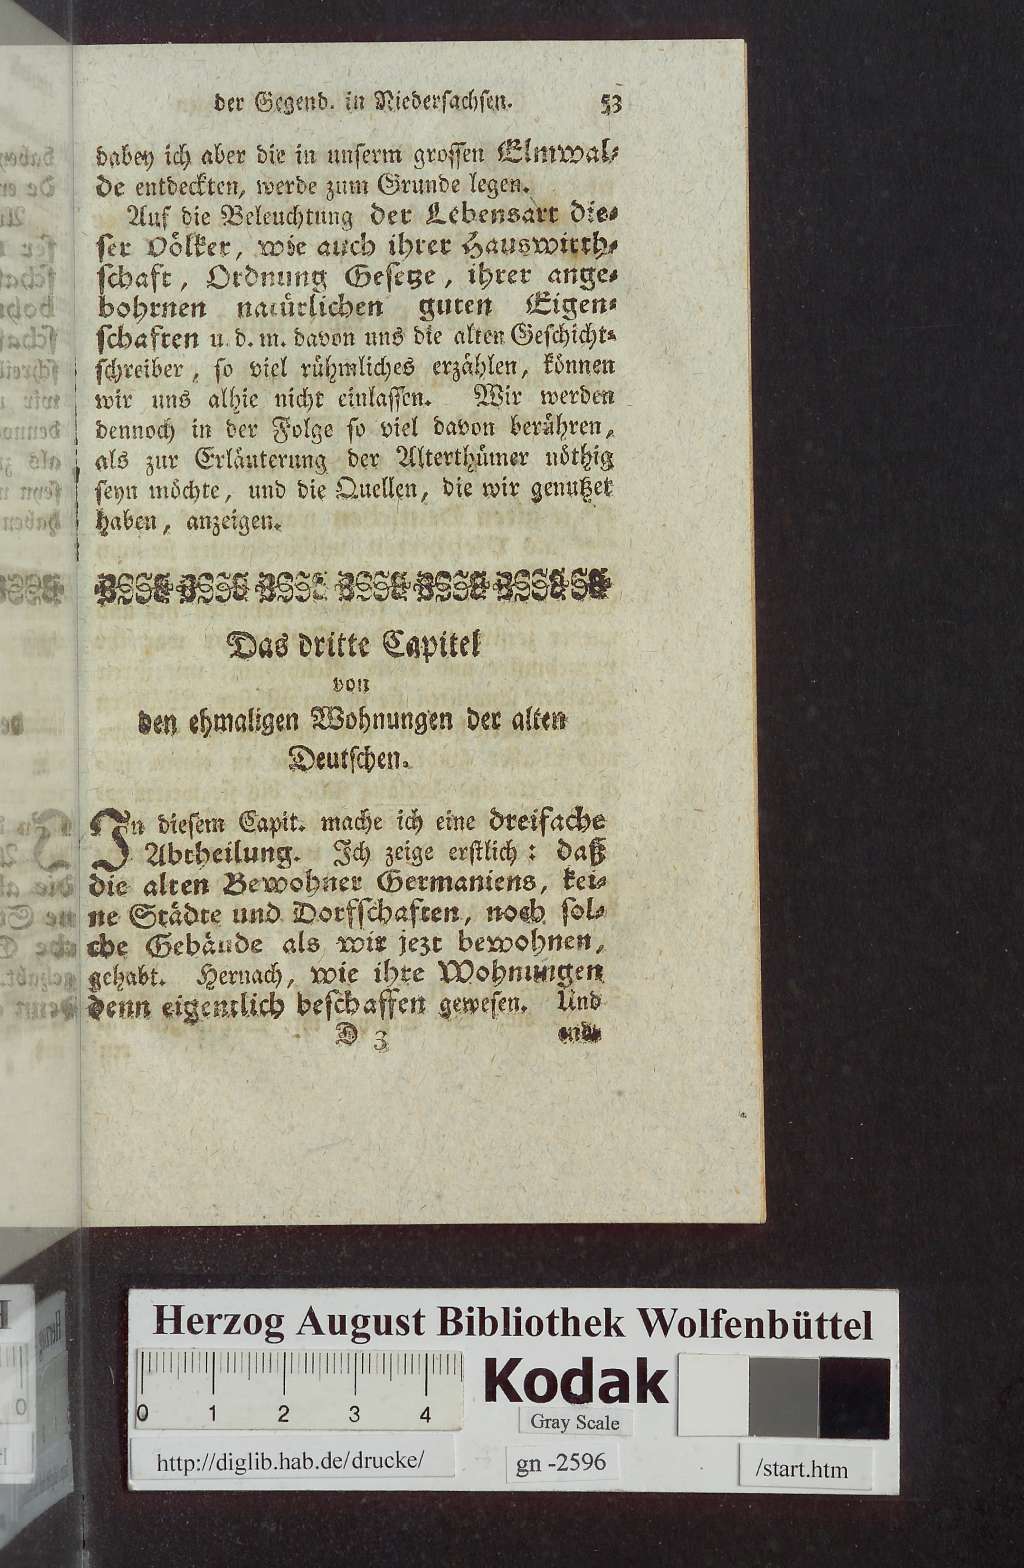 der Gegend. in Niedersachsen. 53
dabey ich aber die in unserm grossen Elmwal-
de entdeckten, werde zum Grunde legen.
Auf die Beleuchtung der Lebensart die-
ser Völker, wie auch ihrer Hauswirth-
schaft, Ordnung Gesetze, ihrer ange-
bohrnen natürlichen guten Eigen-
schaften u. d. m. davon uns die alten Geschicht-
schreiber, so viel rühmliches erzählen, können
wir uns alhie nicht einlassen. Wir werden
dennoch in der Folge so viel davon berühren,
als zur Erläuterung der Alterthümer nöthig
seyn möchte, und die Quellen, die wir genutzet
haben, anzeigen.
Das dritte Capitel
von
den ehmaligen Wohnungen der alten
Deutschen.
In diesem Capit. mache ich eine dreifache
Abtheilung. Ich zeige erstlich: daß
die alten Bewohner Germaniens, kei-
ne Städte und Dorfschaften, noch sol-
che Gebäude als wir jezt bewohnen,
gehabt. Hernach, wie ihre Wohnungen
denn eigentlich beschaffen gewesen. Und
D 3
Herzog August Bibliothek Wolfenbüttel
0 1 2 3 4
Kodak
Gray Scale
http://diglib.hab.de/drucke/ gn -2596 /start.htm